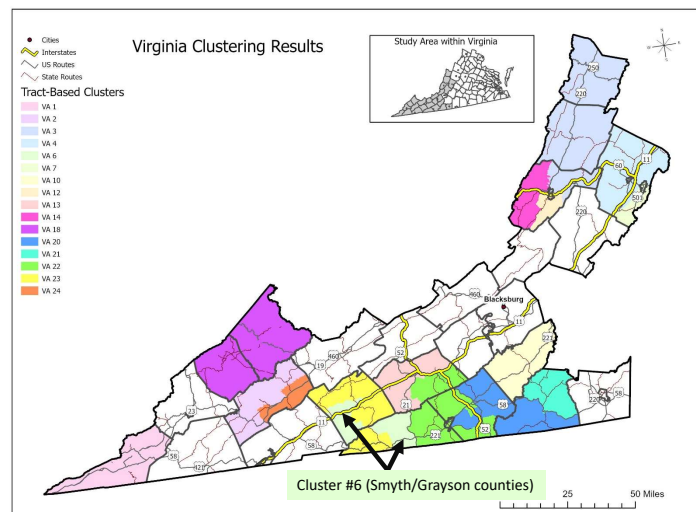 Virginia Clustering Results
Study Area within Virginia
Cities
Interstates
US Routes
State Routes
Tract-Based Clusters
VA 1
VA 2
VA 3
VA 4
VA 6
VA 7
VA 10
VA 12
VA 13
VA 14
VA 18
VA 20
VA 21
VA 22
VA 23
VA 24
250
220
60
11
501
220
460
Blacksburg
11
52
221
460
19
23
21
58
58
220
11
221
52
58
421
58
Cluster #6 (Smyth/Grayson counties)
25
50 Miles